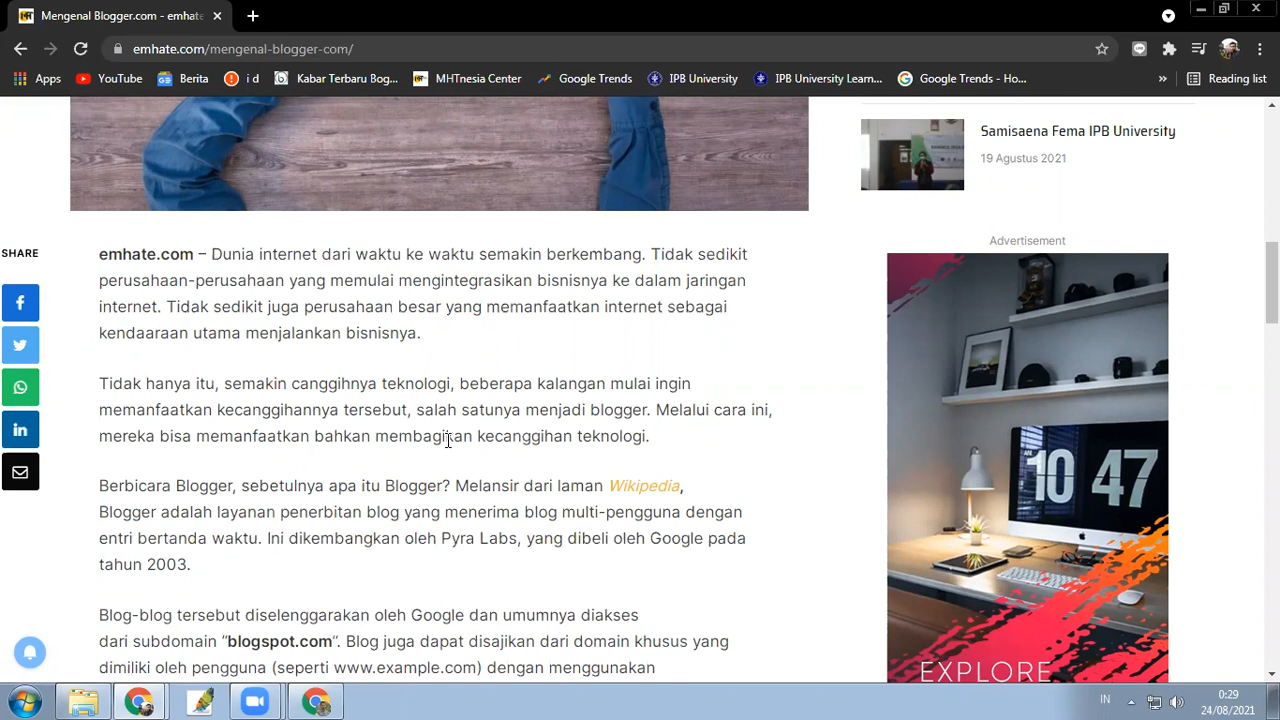 Mengenal Blogger.com - emhate
emhate.com/mengenal-blogger-com/
Apps
YouTube
Berita
i d
Kabar Terbaru Bog...
MHTnesia Center
Google Trends
IPB University
IPB University Learn...
Google Trends - Ho...
»
Reading list
Samisaena Fema IPB University
19 Agustus 2021
Advertisement
SHARE
emhate.com – Dunia internet dari waktu ke waktu semakin berkembang. Tidak sedikit
perusahaan-perusahaan yang memulai mengintegrasikan bisnisnya ke dalam jaringan
internet. Tidak sedikit juga perusahaan besar yang memanfaatkan internet sebagai
kendaaraan utama menjalankan bisnisnya.
Tidak hanya itu, semakin canggihnya teknologi, beberapa kalangan mulai ingin
memanfaatkan kecanggihannya tersebut, salah satunya menjadi blogger. Melalui cara ini,
mereka bisa memanfaatkan bahkan membagikan kecanggihan teknologi.
Berbicara Blogger, sebetulnya apa itu Blogger? Melansir dari laman Wikipedia,
Blogger adalah layanan penerbitan blog yang menerima blog multi-pengguna dengan
entri bertanda waktu. Ini dikembangkan oleh Pyra Labs, yang dibeli oleh Google pada
tahun 2003.
Blog-blog tersebut diselenggarakan oleh Google dan umumnya diakses
dari subdomain “blogspot.com“. Blog juga dapat disajikan dari domain khusus yang
dimiliki oleh pengguna (seperti www.example.com) dengan menggunakan
10 47
EXPLORE
IN
0:29
24/08/2021